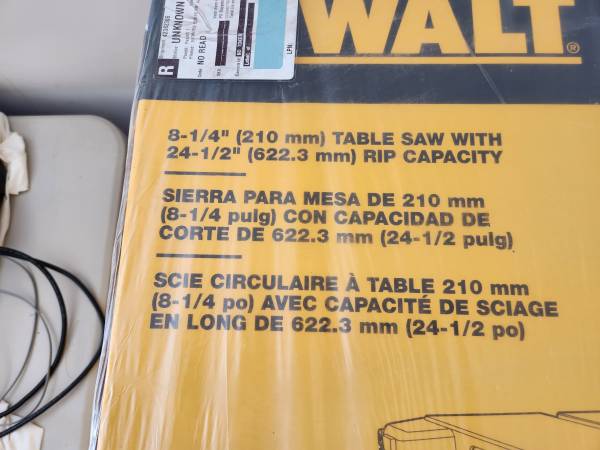 WALT®
UNKNOWN
NO READ
R
LPN:
8-1/4" (210 mm) TABLE SAW WITH
24-1/2" (622.3 mm) RIP CAPACITY
SIERRA PARA MESA DE 210 mm
(8-1/4 pulg) CON CAPACIDAD DE
CORTE DE 622.3 mm (24-1/2 pulg)
SCIE CIRCULAIRE À TABLE 210 mm
(8-1/4 po) AVEC CAPACITÉ DE SCIAGE
EN LONG DE 622.3 mm (24-1/2 po)